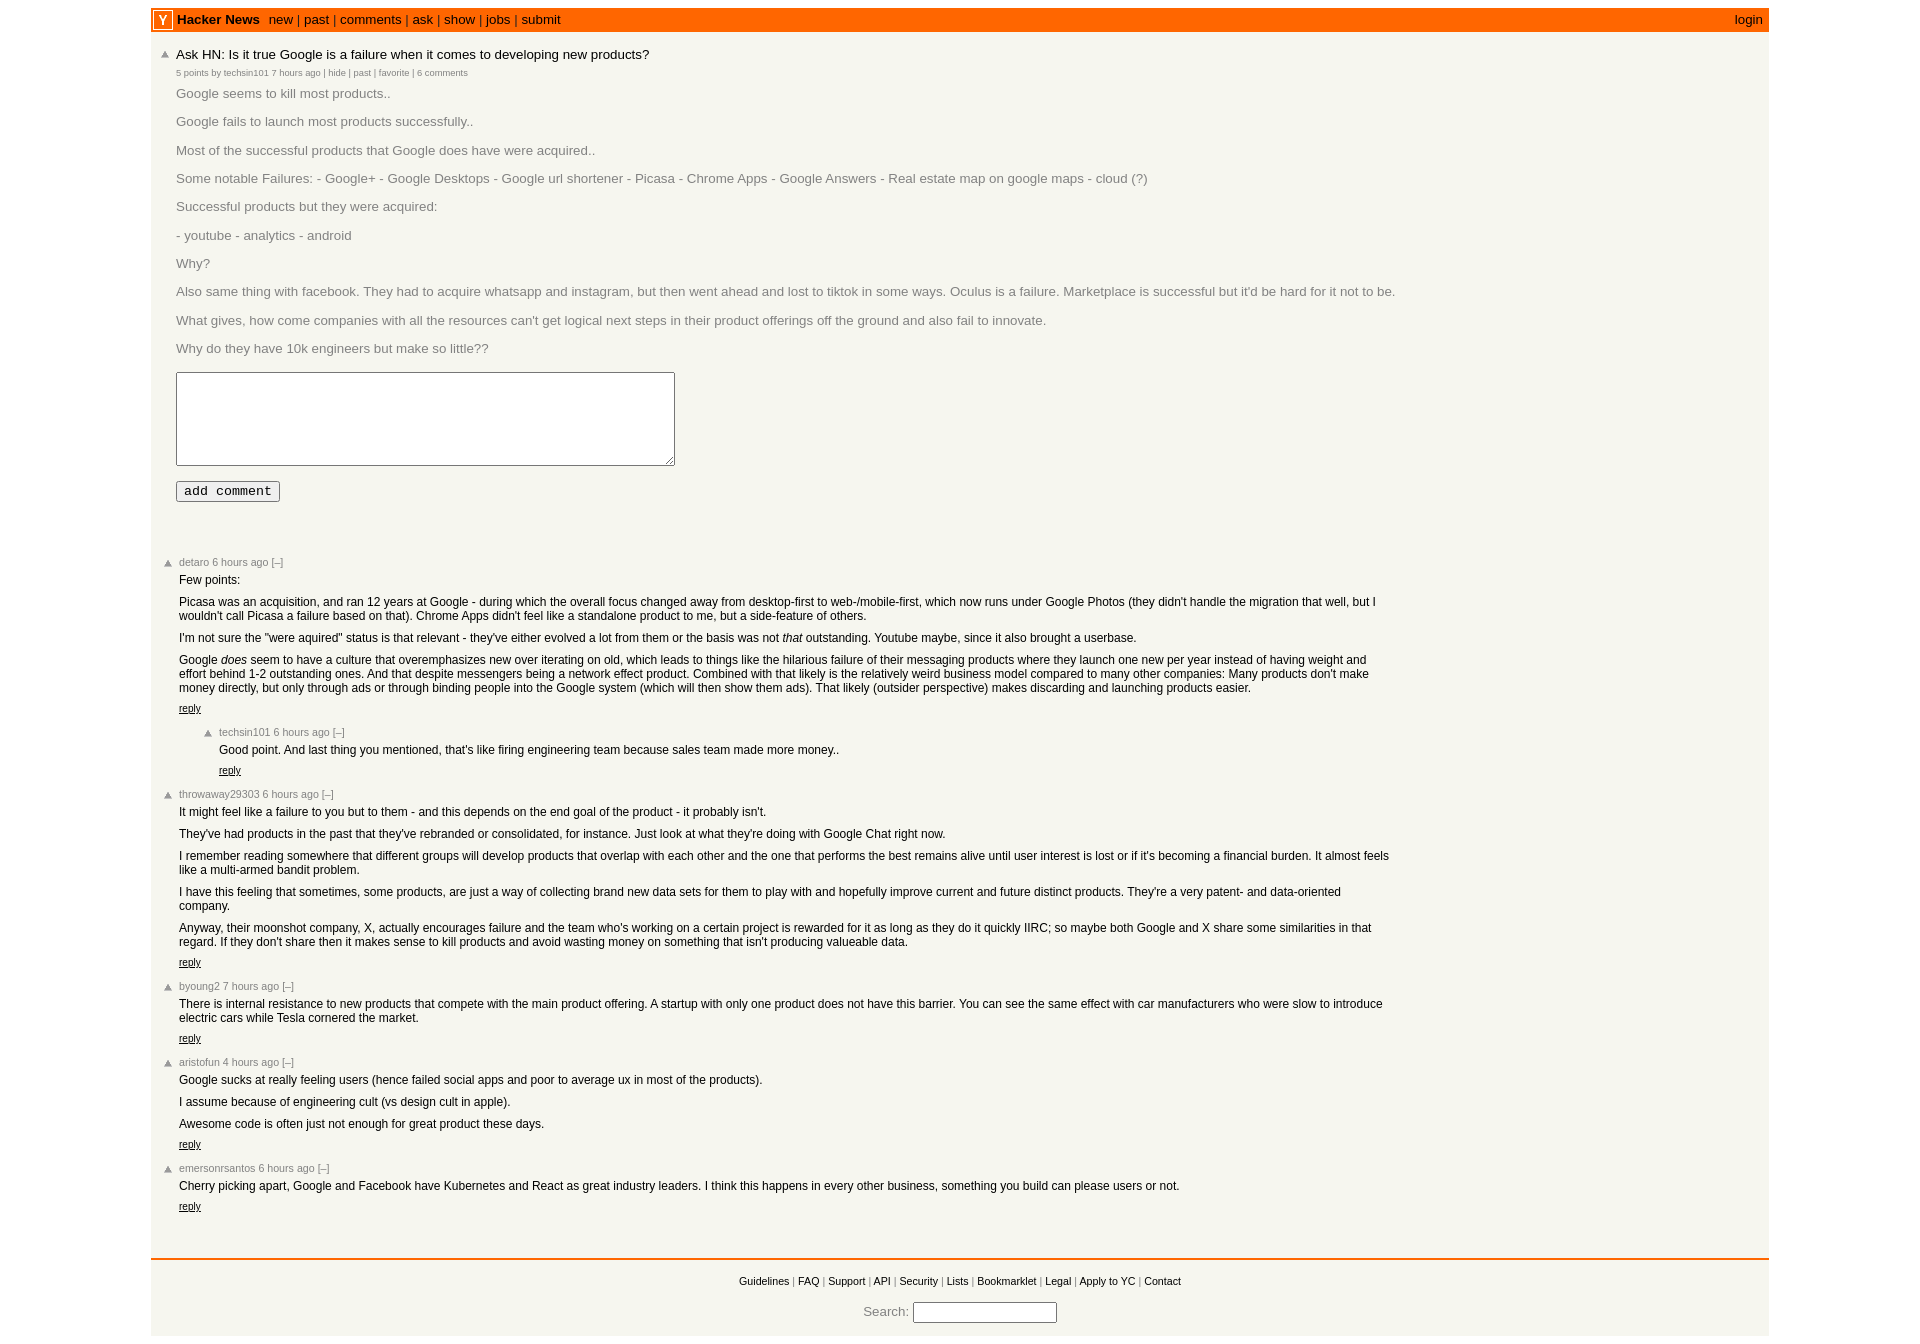 Y Hacker News new | past | comments | ask | show | jobs | submit login
Ask HN: Is it true Google is a failure when it comes to developing new products?
5 points by techsin101 7 hours ago | hide | past | favorite | 6 comments
Google seems to kill most products..
Google fails to launch most products successfully..
Most of the successful products that Google does have were acquired..
Some notable Failures: - Google+ - Google Desktops - Google url shortener - Picasa - Chrome Apps - Google Answers - Real estate map on google maps - cloud (?)
Successful products but they were acquired:
- youtube - analytics - android
Why?
Also same thing with facebook. They had to acquire whatsapp and instagram, but then went ahead and lost to tiktok in some ways. Oculus is a failure. Marketplace is successful but it'd be hard for it not to be.
What gives, how come companies with all the resources can't get logical next steps in their product offerings off the ground and also fail to innovate.
Why do they have 10k engineers but make so little??
add comment
detaro 6 hours ago [–]
Few points:
Picasa was an acquisition, and ran 12 years at Google - during which the overall focus changed away from desktop-first to web-/mobile-first, which now runs under Google Photos (they didn't handle the migration that well, but I
wouldn't call Picasa a failure based on that). Chrome Apps didn't feel like a standalone product to me, but a side-feature of others.
I'm not sure the "were aquired" status is that relevant - they've either evolved a lot from them or the basis was not that outstanding. Youtube maybe, since it also brought a userbase.
Google does seem to have a culture that overemphasizes new over iterating on old, which leads to things like the hilarious failure of their messaging products where they launch one new per year instead of having weight and
effort behind 1-2 outstanding ones. And that despite messengers being a network effect product. Combined with that likely is the relatively weird business model compared to many other companies: Many products don't make
money directly, but only through ads or through binding people into the Google system (which will then show them ads). That likely (outsider perspective) makes discarding and launching products easier.
reply
techsin101 6 hours ago [–]
Good point. And last thing you mentioned, that's like firing engineering team because sales team made more money..
reply
throwaway29303 6 hours ago [–]
It might feel like a failure to you but to them - and this depends on the end goal of the product - it probably isn't.
They've had products in the past that they've rebranded or consolidated, for instance. Just look at what they're doing with Google Chat right now.
I remember reading somewhere that different groups will develop products that overlap with each other and the one that performs the best remains alive until user interest is lost or if it's becoming a financial burden. It almost feels
like a multi-armed bandit problem.
I have this feeling that sometimes, some products, are just a way of collecting brand new data sets for them to play with and hopefully improve current and future distinct products. They're a very patent- and data-oriented
company.
Anyway, their moonshot company, X, actually encourages failure and the team who's working on a certain project is rewarded for it as long as they do it quickly IIRC; so maybe both Google and X share some similarities in that
regard. If they don't share then it makes sense to kill products and avoid wasting money on something that isn't producing valueable data.
reply
byoung2 7 hours ago [–]
There is internal resistance to new products that compete with the main product offering. A startup with only one product does not have this barrier. You can see the same effect with car manufacturers who were slow to introduce
electric cars while Tesla cornered the market.
reply
aristofun 4 hours ago [–]
Google sucks at really feeling users (hence failed social apps and poor to average ux in most of the products).
I assume because of engineering cult (vs design cult in apple).
Awesome code is often just not enough for great product these days.
reply
emersonrsantos 6 hours ago [–]
Cherry picking apart, Google and Facebook have Kubernetes and React as great industry leaders. I think this happens in every other business, something you build can please users or not.
reply
Guidelines | FAQ | Support | API | Security | Lists | Bookmarklet | Legal | Apply to YC | Contact
Search: